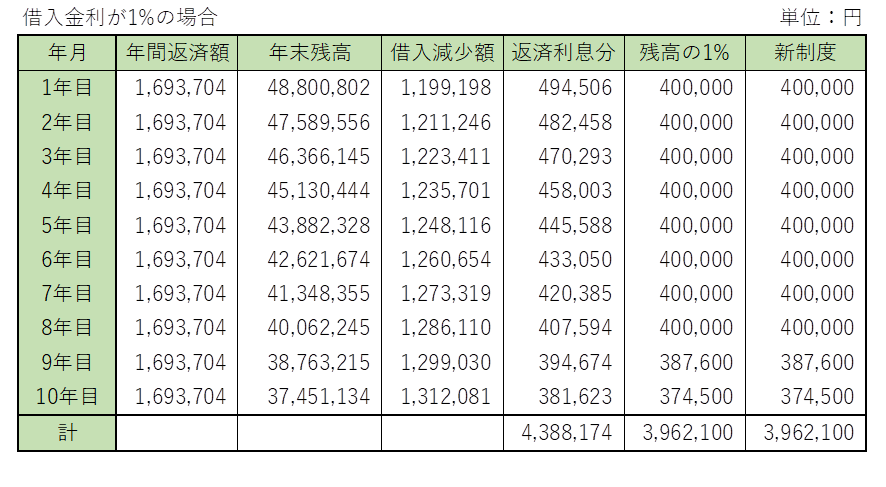 借入金利が1%の場合 単位：円
年月 年間返済額 年末残高 借入減少額 返済利息分 残高の1% 新制度
1年目 1,693,704 48,800,802 1,199,198 494,506 400,000 400,000
2年目 1,693,704 47,589,556 1,211,246 482,458 400,000 400,000
3年目 1,693,704 46,366,145 1,223,411 470,293 400,000 400,000
4年目 1,693,704 45,130,444 1,235,701 458,003 400,000 400,000
5年目 1,693,704 43,882,328 1,248,116 445,588 400,000 400,000
6年目 1,693,704 42,621,674 1,260,654 433,050 400,000 400,000
7年目 1,693,704 41,348,355 1,273,319 420,385 400,000 400,000
8年目 1,693,704 40,062,245 1,286,110 407,594 400,000 400,000
9年目 1,693,704 38,763,215 1,299,030 394,674 387,600 387,600
10年目 1,693,704 37,451,134 1,312,081 381,623 374,500 374,500
計 4,388,174 3,962,100 3,962,100